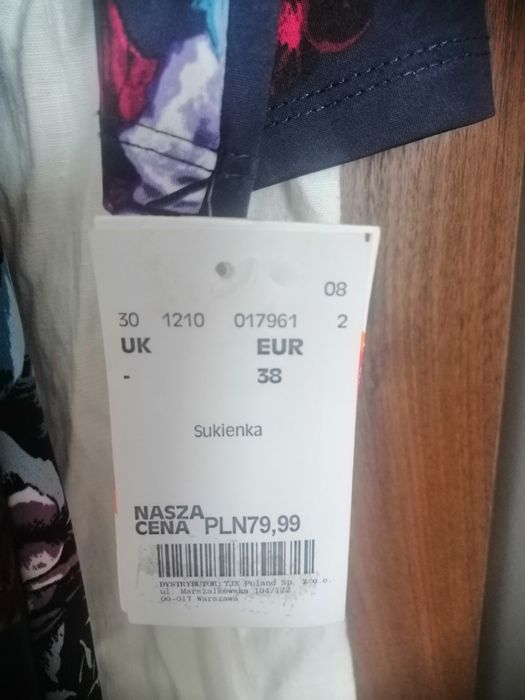 08
30 1210 017961 2
UK EUR
- 38
Sukienka
NASZA
CENA PLN79,99
DYSTRYBUTOR: TJX Poland Sp. z o.o.
ul. Marszałkowska 104/122
00-017 Warszawa